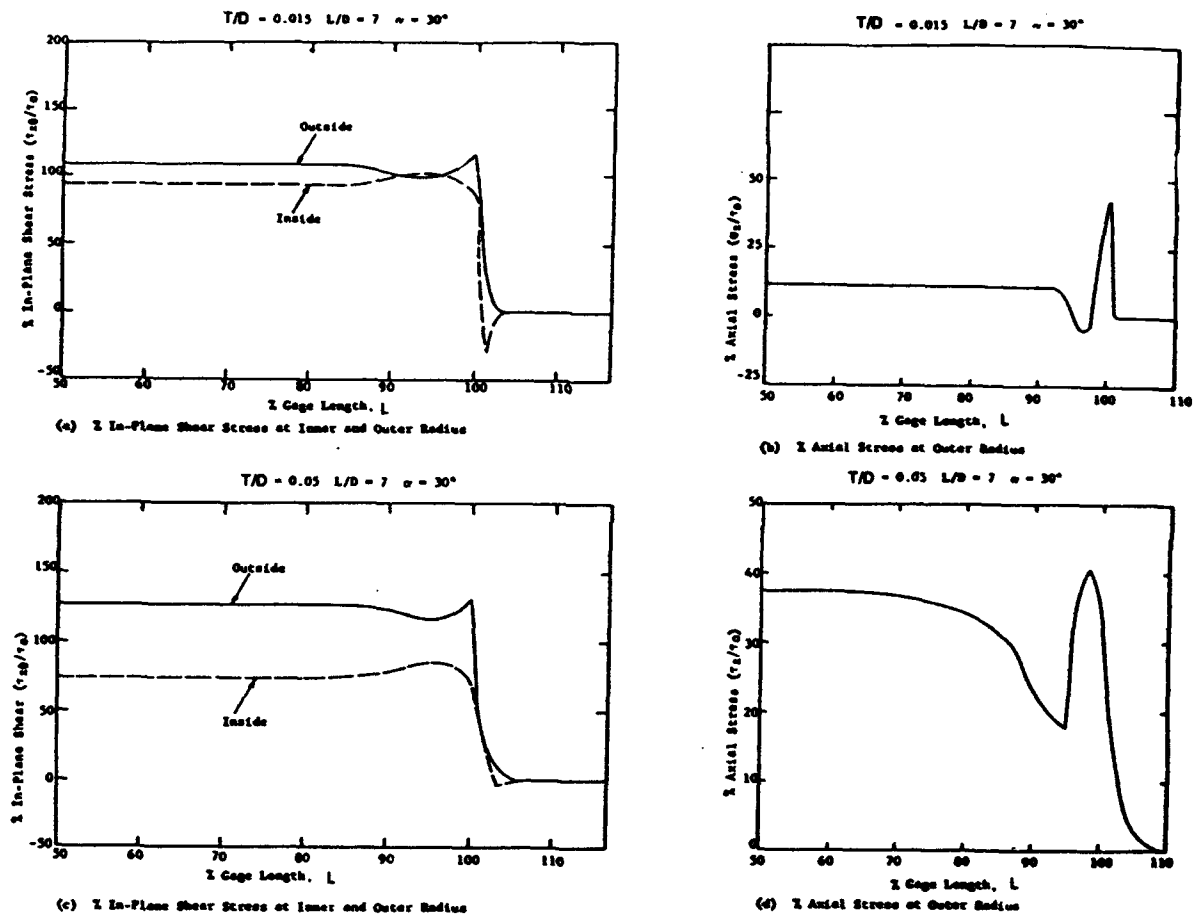 T/D = 0.015 L/D = 7 α = 30°
200
150
100
50
0
-50
% In-Plane Shear Stress (τzθ/τ0)
Outside
Inside
50 60 70 80 90 100 110
% Gage Length, L
(a) % In-Plane Shear Stress at Inner and Outer Radius
T/D = 0.015 L/D = 7 α = 30°
50
25
0
-25
% Axial Stress (σz/τ0)
50 60 70 80 90 100 110
% Gage Length, L
(b) % Axial Stress at Outer Radius
T/D = 0.05 L/D = 7 α = 30°
200
150
100
50
0
-50
% In-Plane Shear (τzθ/τ0)
Outside
Inside
50 60 70 80 90 100 110
% Gage Length, L
(c) % In-Plane Shear Stress at Inner and Outer Radius
T/D = 0.05 L/D = 7 α = 30°
50
40
30
20
10
0
% Axial Stress (τz/τ0)
50 60 70 80 90 100 110
% Gage Length, L
(d) % Axial Stress at Outer Radius